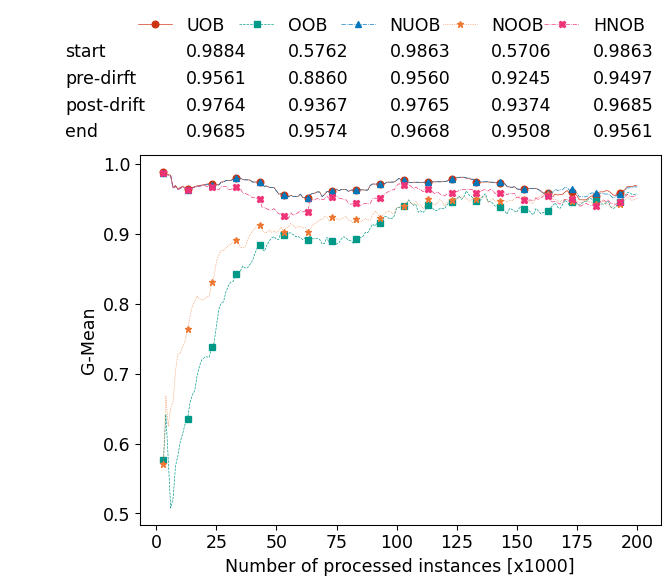 UOB OOB NUOB NOOB HNOB
start 0.9884 0.5762 0.9863 0.5706 0.9863
pre-dirft 0.9561 0.8860 0.9560 0.9245 0.9497
post-drift 0.9764 0.9367 0.9765 0.9374 0.9685
end 0.9685 0.9574 0.9668 0.9508 0.9561
1.0
0.9
0.8
0.7
0.6
0.5
G-Mean
0 25 50 75 100 125 150 175 200
Number of processed instances [x1000]